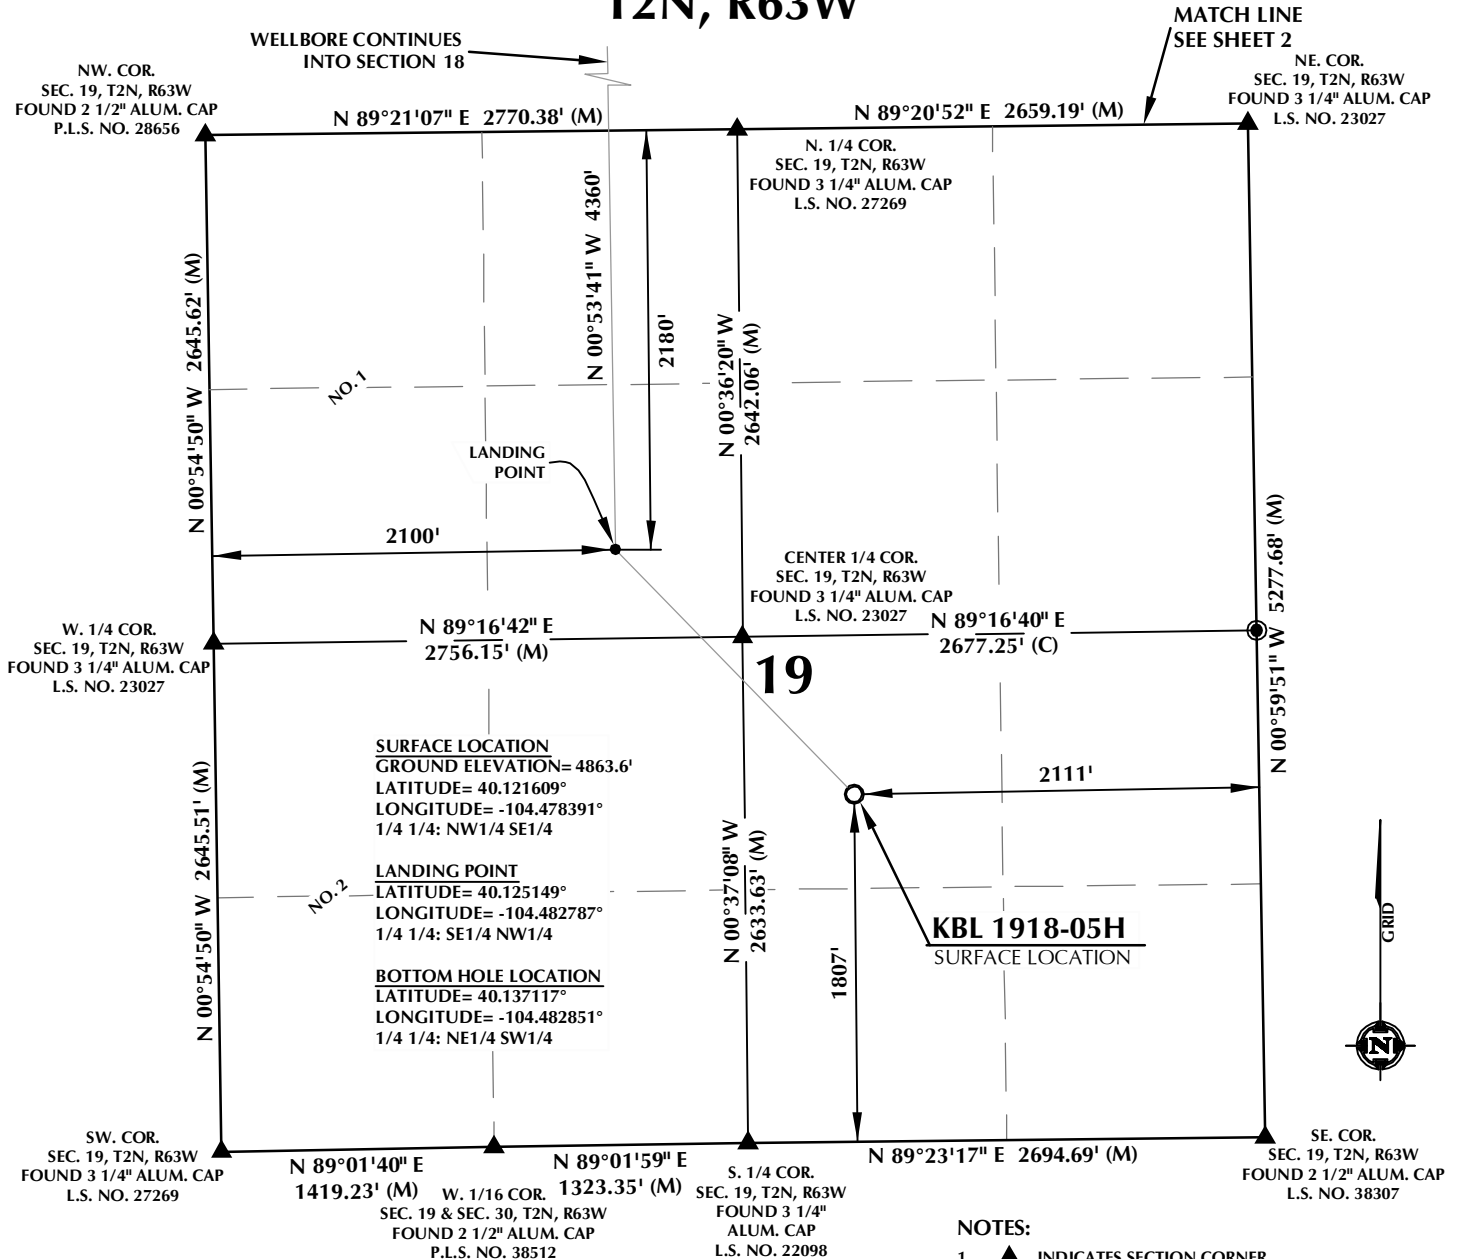 T2N, R63W
MATCH LINE
SEE SHEET 2
WELLBORE CONTINUES
INTO SECTION 18
NW. COR.
SEC. 19, T2N, R63W
FOUND 2 1/2" ALUM. CAP
P.L.S. NO. 28656
NE. COR.
SEC. 19, T2N, R63W
FOUND 3 1/4" ALUM. CAP
L.S. NO. 23027
N 89°21'07" E 2770.38' (M)
N 89°20'52" E 2659.19' (M)
N. 1/4 COR.
SEC. 19, T2N, R63W
FOUND 3 1/4" ALUM. CAP
L.S. NO. 27269
N 00°54'50" W 2645.62' (M)
N 00°53'41" W 4360'
2180'
N 00°36'20" W
2642.06' (M)
NO.1
LANDING
POINT
2100'
CENTER 1/4 COR.
SEC. 19, T2N, R63W
FOUND 3 1/4" ALUM. CAP
L.S. NO. 23027
N 00°59'51" W 5277.68' (M)
W. 1/4 COR.
SEC. 19, T2N, R63W
FOUND 3 1/4" ALUM. CAP
L.S. NO. 23027
N 89°16'42" E
2756.15' (M)
N 89°16'40" E
2677.25' (C)
19
SURFACE LOCATION
GROUND ELEVATION= 4863.6'
LATITUDE= 40.121609°
LONGITUDE= -104.478391°
1/4 1/4: NW1/4 SE1/4
LANDING POINT
LATITUDE= 40.125149°
LONGITUDE= -104.482787°
1/4 1/4: SE1/4 NW1/4
BOTTOM HOLE LOCATION
LATITUDE= 40.137117°
LONGITUDE= -104.482851°
1/4 1/4: NE1/4 SW1/4
2111'
N 00°54'50" W 2645.51' (M)
NO.2
N 00°37'08" W
2633.63' (M)
1807'
KBL 1918-05H
SURFACE LOCATION
GRID
N
SW. COR.
SEC. 19, T2N, R63W
FOUND 3 1/4" ALUM. CAP
L.S. NO. 27269
N 89°01'40" E
1419.23' (M)
W. 1/16 COR.
SEC. 19 & SEC. 30, T2N, R63W
FOUND 2 1/2" ALUM. CAP
P.L.S. NO. 38512
N 89°01'59" E
1323.35' (M)
S. 1/4 COR.
SEC. 19, T2N, R63W
FOUND 3 1/4"
ALUM. CAP
L.S. NO. 22098
N 89°23'17" E 2694.69' (M)
SE. COR.
SEC. 19, T2N, R63W
FOUND 2 1/2" ALUM. CAP
L.S. NO. 38307
NOTES:
1. INDICATES SECTION CORNER